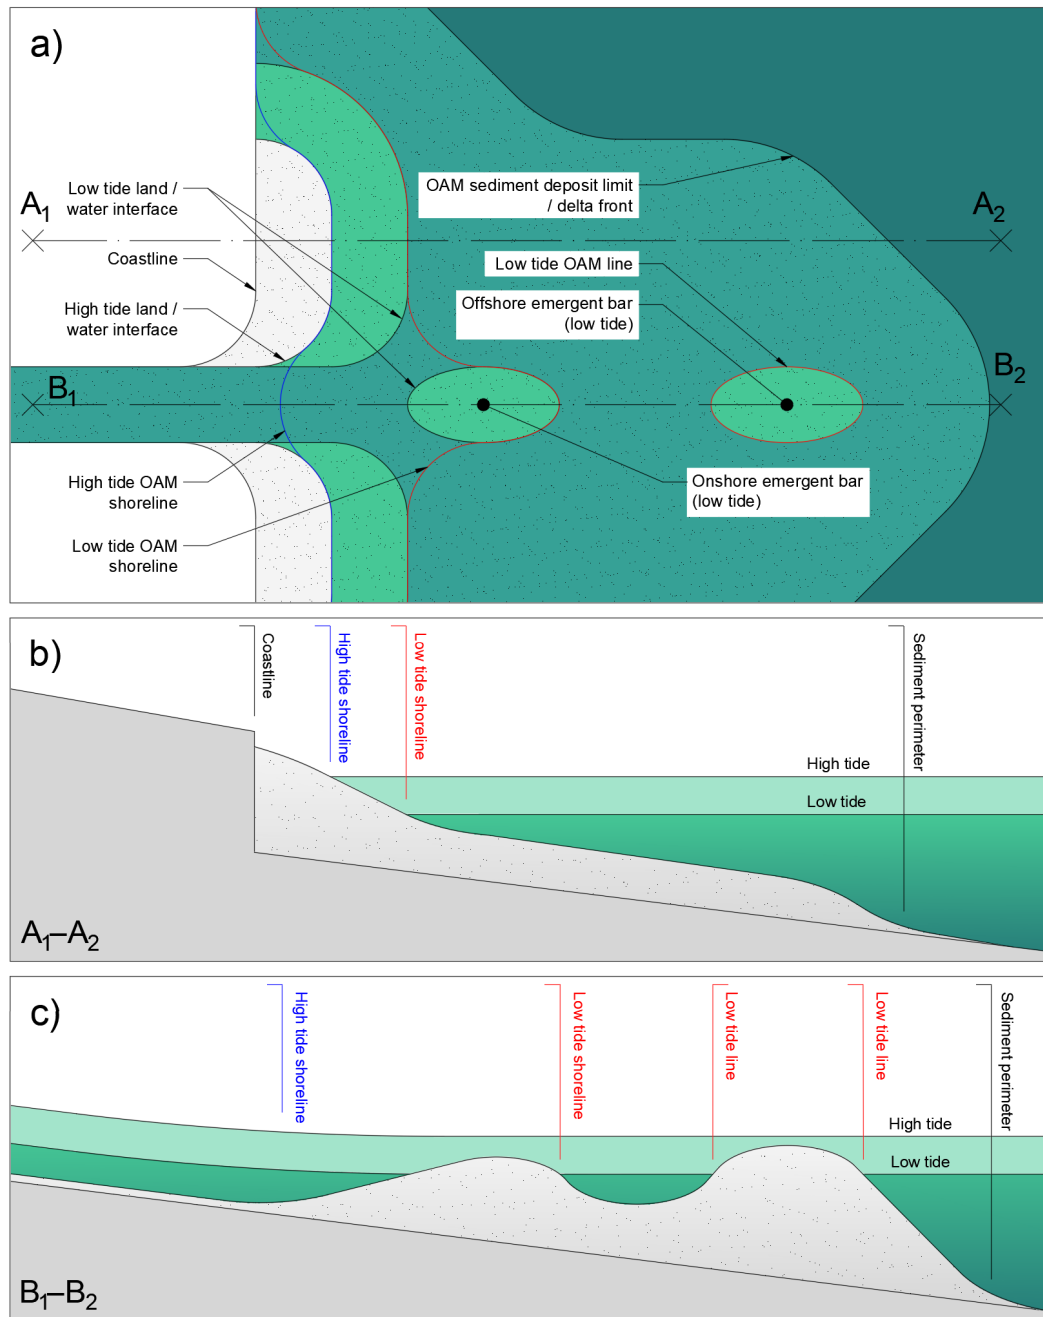 a)
OAM sediment deposit limit
/ delta front
Low tide land /
water interface
A1
A2
Coastline
Low tide OAM line
High tide land /
water interface
Offshore emergent bar
(low tide)
B1
B2
High tide OAM
shoreline
Onshore emergent bar
(low tide)
Low tide OAM
shoreline
b)
Coastline
High tide shoreline
Low tide shoreline
Sediment perimeter
High tide
Low tide
A1–A2
c)
High tide shoreline
Low tide shoreline
Low tide line
Low tide line
Sediment perimeter
High tide
Low tide
B1–B2